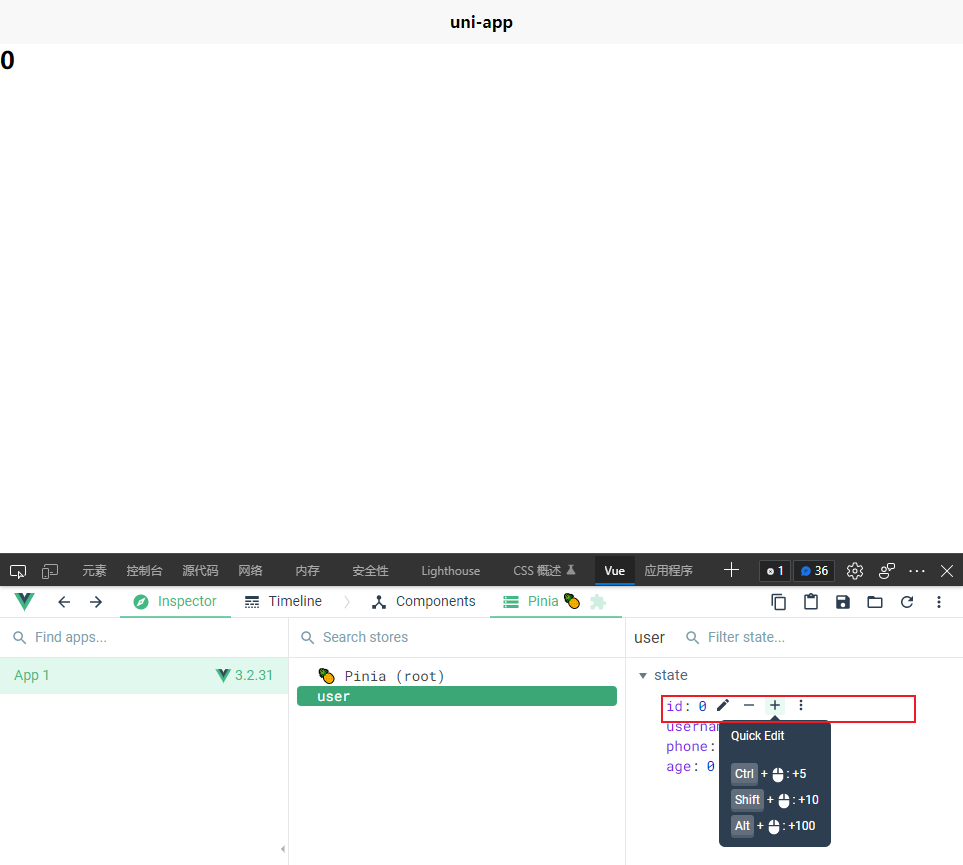 uni-app
0
元素 控制台 源代码 网络 内存 安全性 Lighthouse CSS 概述 Vue 应用程序 1 36
Inspector Timeline Components Pinia
Find apps... Search stores user Filter state...
App 1 3.2.31
Pinia (root)
user
state
id: 0
phone:
age: 0
Quick Edit
Ctrl + : +5
Shift + : +10
Alt + : +100